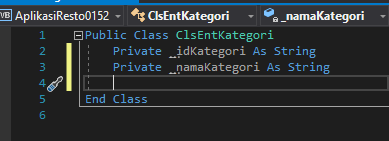 VB AplikasiResto0152 ClsEntKategori _namaKategori
1 Public Class ClsEntKategori
2 Private _idKategori As String
3 Private _namaKategori As String
4
5 End Class
6